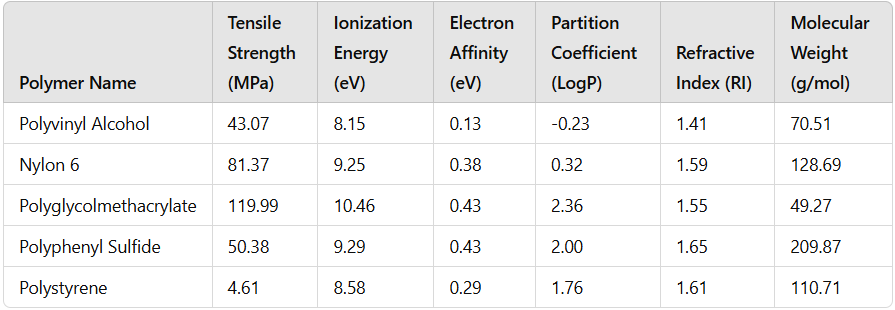 Polymer Name | Tensile Strength (MPa) | Ionization Energy (eV) | Electron Affinity (eV) | Partition Coefficient (LogP) | Refractive Index (RI) | Molecular Weight (g/mol)
Polyvinyl Alcohol | 43.07 | 8.15 | 0.13 | -0.23 | 1.41 | 70.51
Nylon 6 | 81.37 | 9.25 | 0.38 | 0.32 | 1.59 | 128.69
Polyglycolmethacrylate | 119.99 | 10.46 | 0.43 | 2.36 | 1.55 | 49.27
Polyphenyl Sulfide | 50.38 | 9.29 | 0.43 | 2.00 | 1.65 | 209.87
Polystyrene | 4.61 | 8.58 | 0.29 | 1.76 | 1.61 | 110.71